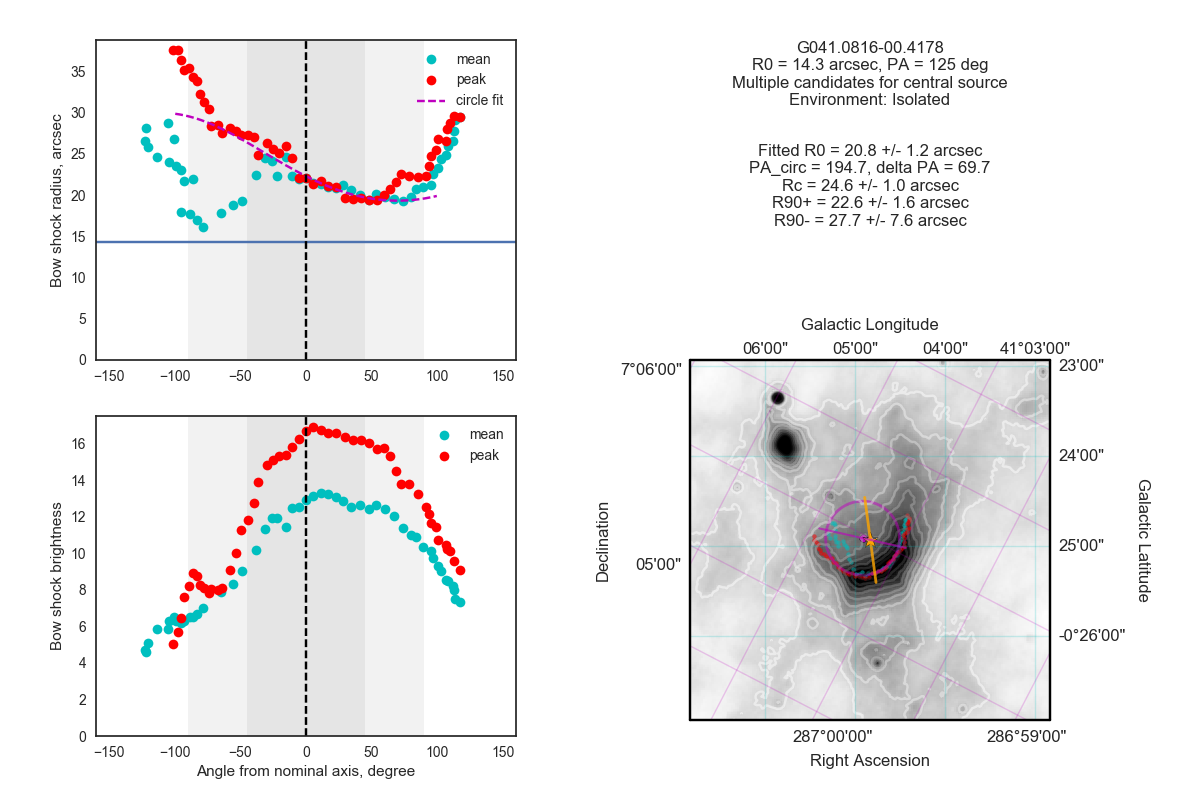 35
30
25
20
15
10
5
0
Bow shock radius, arcsec
mean
peak
circle fit
−150
−100
−50
0
50
100
150
16
14
12
10
8
6
4
2
0
Bow shock brightness
mean
peak
−150
−100
−50
0
50
100
150
Angle from nominal axis, degree
G041.0816-00.4178
R0 = 14.3 arcsec, PA = 125 deg
Multiple candidates for central source
Environment: Isolated
Fitted R0 = 20.8 +/- 1.2 arcsec
PA_circ = 194.7, delta PA = 69.7
Rc = 24.6 +/- 1.0 arcsec
R90+ = 22.6 +/- 1.6 arcsec
R90- = 27.7 +/- 7.6 arcsec
Galactic Longitude
06'00" 05'00" 04'00" 41°03'00"
7°06'00"
05'00"
Declination
23'00"
24'00"
25'00"
-0°26'00"
Galactic Latitude
287°00'00" 286°59'00"
Right Ascension